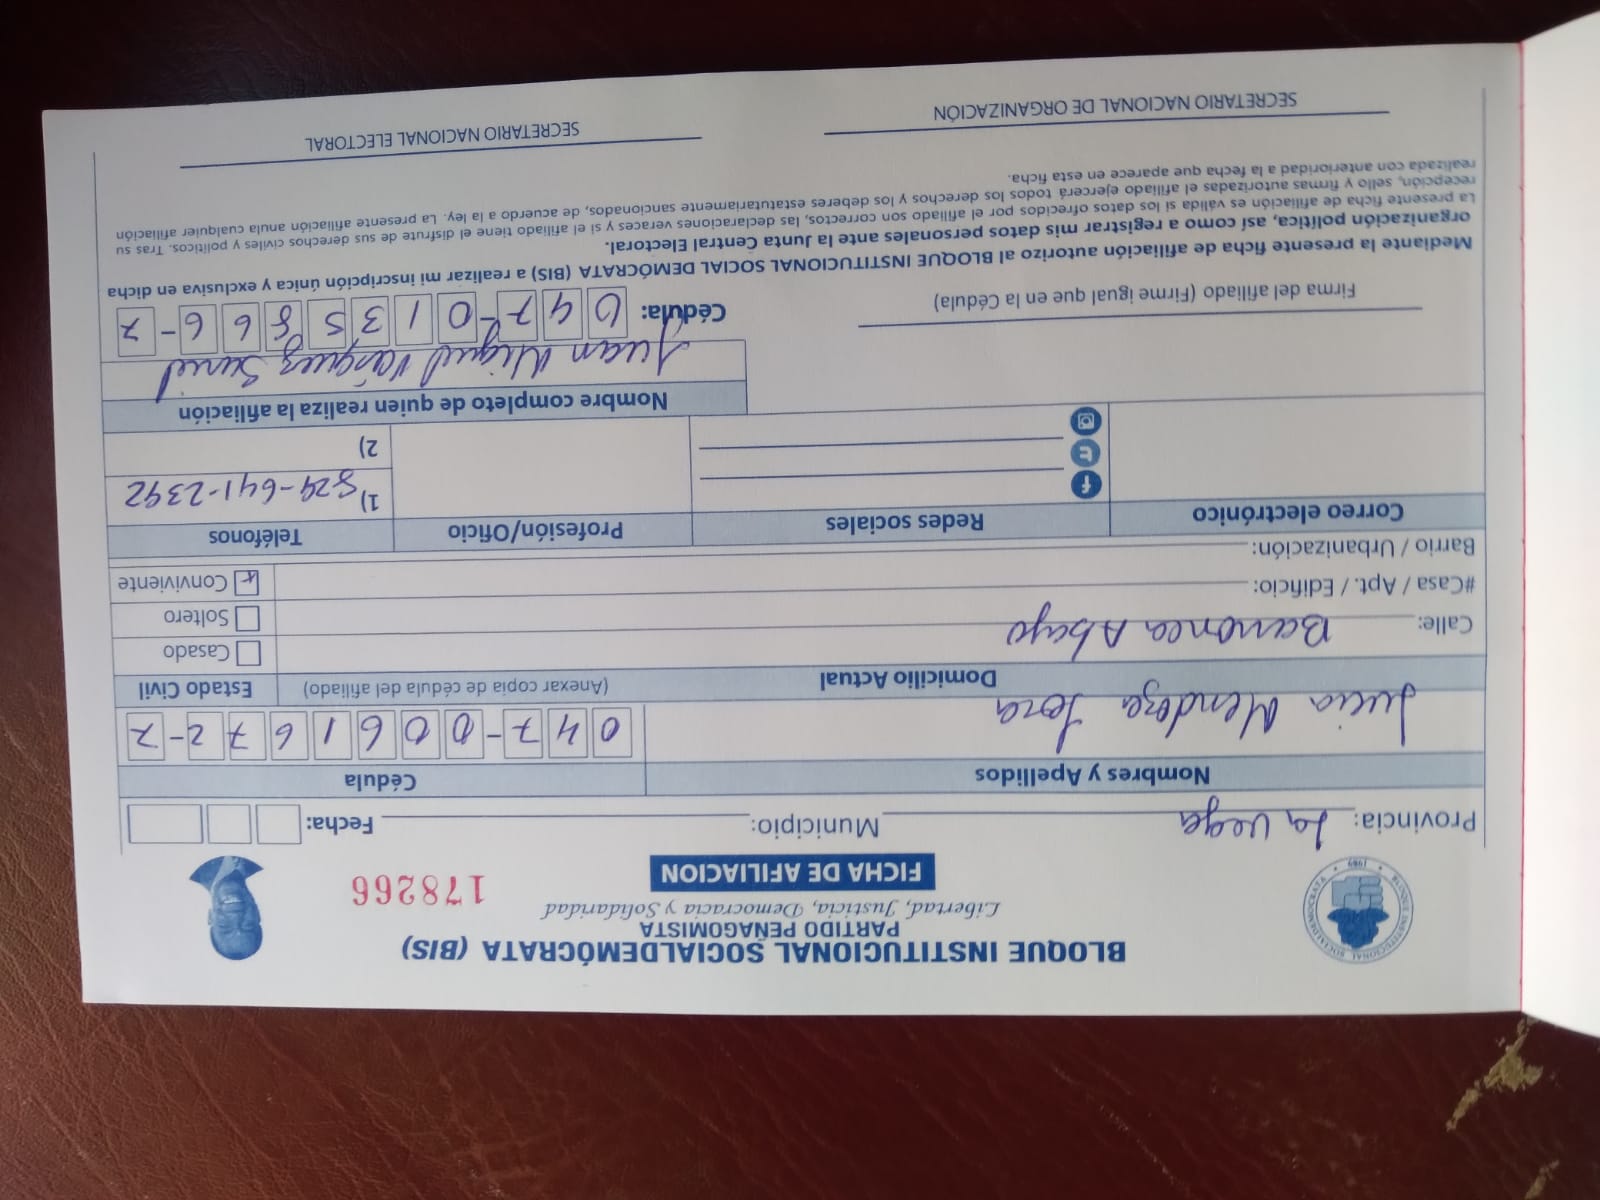 BLOQUE INSTITUCIONAL SOCIALDEMÓCRATA (BIS)
PARTIDO PEÑAGOMISTA
Libertad, Justicia, Democracia y Solidaridad
FICHA DE AFILIACION
178266
BLOQUE INSTITUCIONAL SOCIALDEMOCRATA • 1989 •
Provincia: La Vega Municipio: Fecha:
Nombres y Apellidos Cédula
Lucia Mendoza Lora 047-0061672-7
Domicilio Actual (Anexar copia de cédula del afiliado) Estado Civil
Calle: Barranca Abajo Casado
#Casa / Apt. / Edificio: Soltero
Barrio / Urbanización: Conviviente
Correo electrónico Redes sociales Profesión/Oficio Teléfonos
1) 829-641-2392
2)
Nombre completo de quien realiza la afiliación
Juan Miguel Vásquez
Firma del afiliado (Firme igual que en la Cédula)
Cédula: 047-0135866-7
Mediante la presente ficha de afiliación autorizo al BLOQUE INSTITUCIONAL SOCIAL DEMÓCRATA (BIS) a realizar mi inscripción única y exclusiva en dicha
organización política, así como a registrar mis datos personales ante la Junta Central Electoral.
La presente ficha de afiliación es válida si los datos ofrecidos por el afiliado son correctos, las declaraciones veraces y si el afiliado tiene el disfrute de sus derechos civiles y políticos. Tras su
recepción, sello y firmas autorizadas el afiliado ejercerá todos los derechos y los deberes estatutariamente sancionados, de acuerdo a la ley. La presente afiliación anula cualquier afiliación
realizada con anterioridad a la fecha que aparece en esta ficha.
SECRETARIO NACIONAL DE ORGANIZACIÓN SECRETARIO NACIONAL ELECTORAL